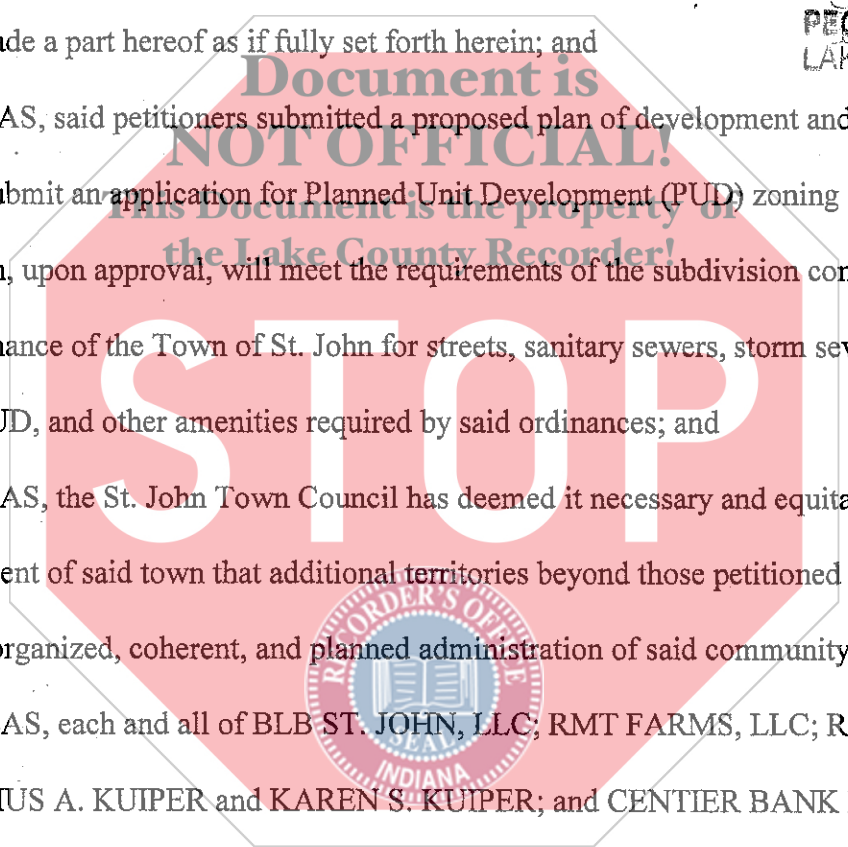 ade a part hereof as if fully set forth herein; and
Document is
AS, said petitioners submitted a proposed plan of development and
NOT OFFICIAL!
ubmit an application for Planned Unit Development (PUD) zoning
This Document is the property of
the Lake County Recorder!
, upon approval, will meet the requirements of the subdivision
nance of the Town of St. John for streets, sanitary sewers, storm
STOP
UD, and other amenities required by said ordinances; and
AS, the St. John Town Council has deemed it necessary and
ent of said town that additional territories beyond those petitioned
RECORDER'S OFFICE
organized, coherent, and planned administration of said community
AS, each and all of BLB ST. JOHN, LLC; RMT FARMS, LLC; R
SEAL
INDIANA
IUS A. KUIPER and KAREN S. KUIPER; and CENTIER BANK